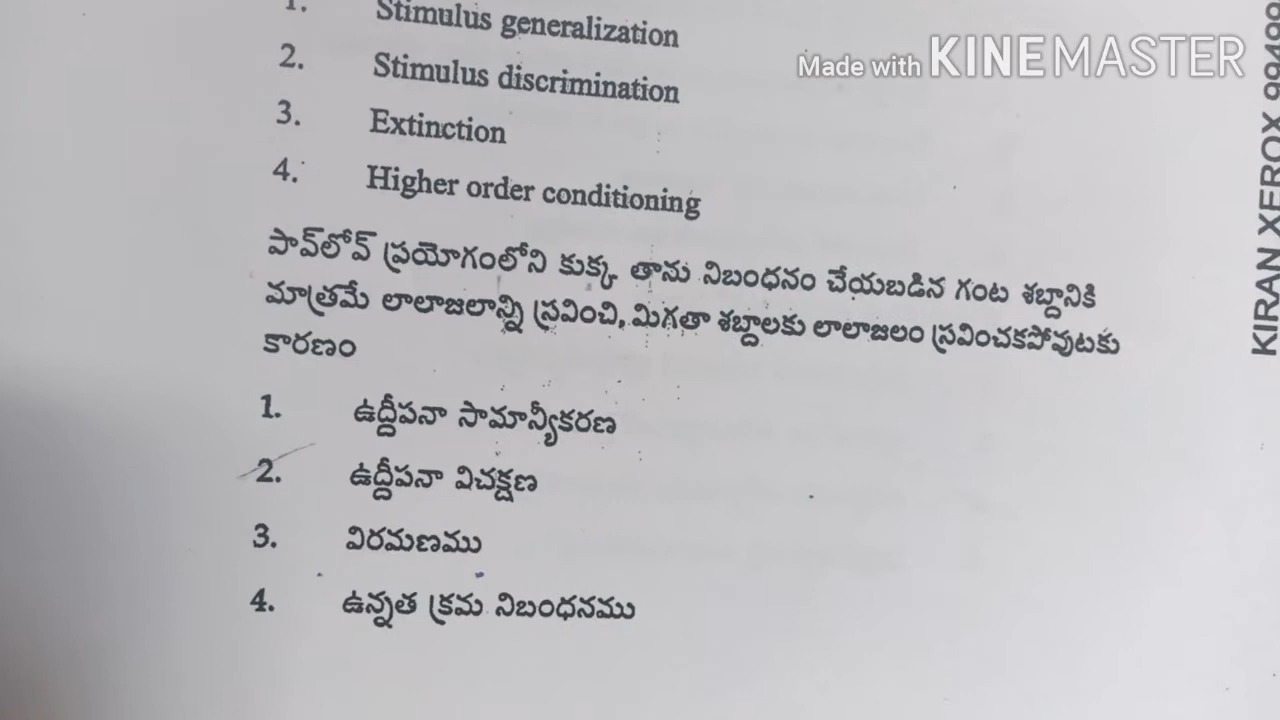 1. Stimulus generalization
2. Stimulus discrimination
3. Extinction
4. Higher order conditioning
పావ్‌లోవ్ ప్రయోగంలోని కుక్క తాను నిబంధనం చేయబడిన గంట శబ్దానికి
మాత్రమే లాలాజలాన్ని స్రవించి, మిగతా శబ్దాలకు లాలాజలం స్రవించకపోవుటకు
కారణం
1. ఉద్దీపనా సామాన్యీకరణ
2. ఉద్దీపనా విచక్షణ
3. విరమణము
4. ఉన్నత క్రమ నిబంధనము
Made with KINEMASTER
KIRAN XEROX